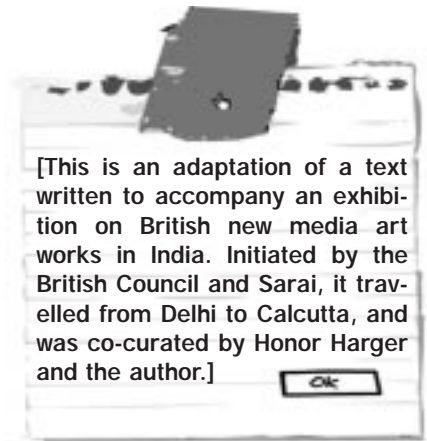 [This is an adaptation of a text
written to accompany an exhibi-
tion on British new media art
works in India. Initiated by the
British Council and Sarai, it trav-
elled from Delhi to Calcutta, and
was co-curated by Honor Harger
and the author.]
Ok